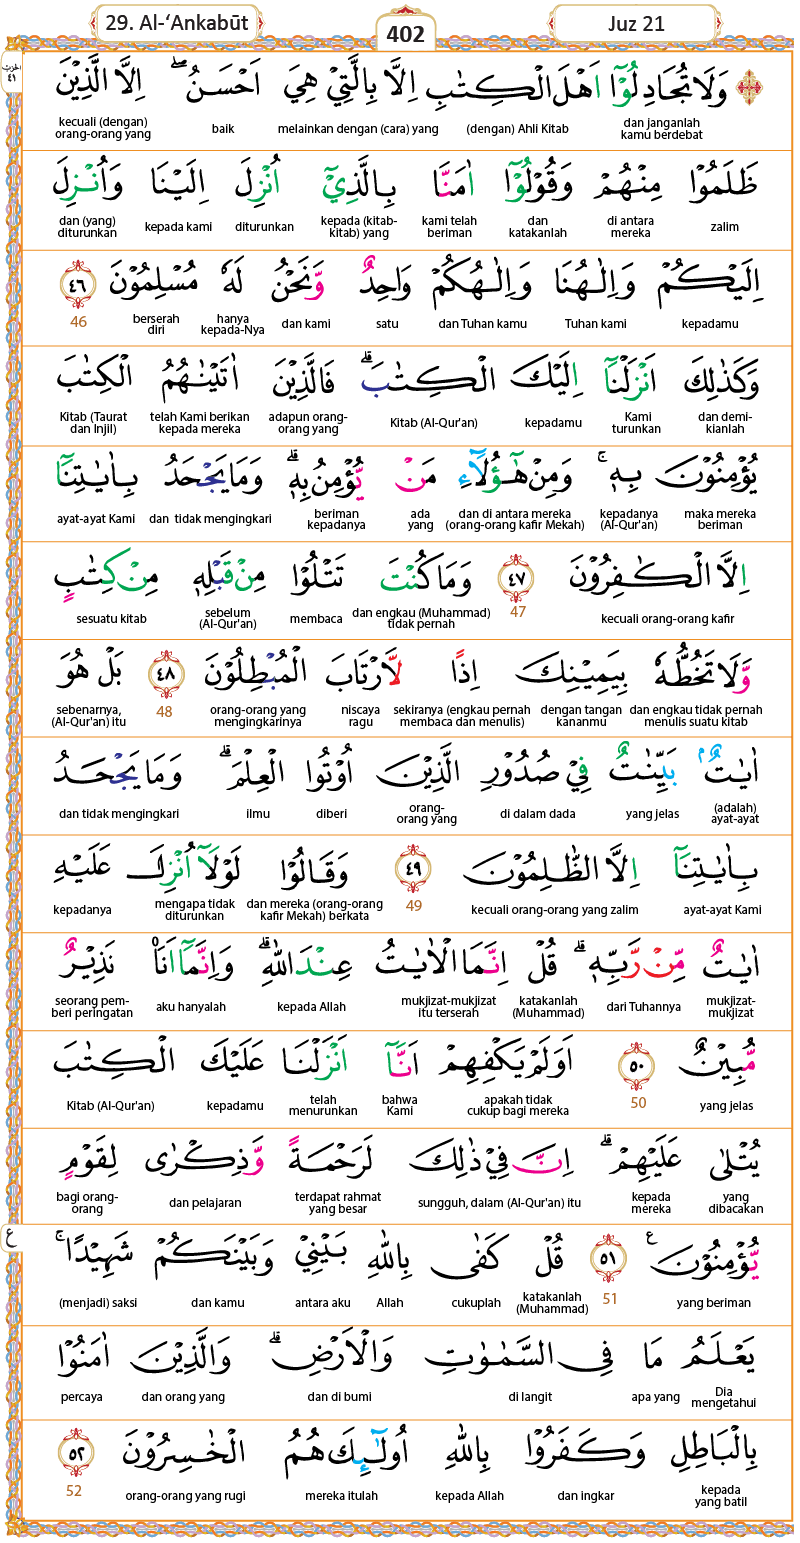 29. Al-‘Ankabūt
402
Juz 21
الحزب ٤١
وَلَا تُجَادِلُوْٓا اَهْلَ الْكِتٰبِ اِلَّا بِالَّتِيْ هِيَ اَحْسَنُۖ اِلَّا الَّذِيْنَ
dan janganlah kamu berdebat (dengan) Ahli Kitab melainkan dengan (cara) yang baik kecuali (dengan) orang-orang yang
ظَلَمُوْا مِنْهُمْ وَقُوْلُوْٓا اٰمَنَّا بِالَّذِيْٓ اُنْزِلَ اِلَيْنَا وَاُنْزِلَ
zalim di antara mereka dan katakanlah kami telah beriman kepada (kitab-kitab) yang diturunkan kepada kami dan (yang) diturunkan
اِلَيْكُمْ وَاِلٰهُنَا وَاِلٰهُكُمْ وَاحِدٌ وَّنَحْنُ لَهٗ مُسْلِمُوْنَ ٤٦
kepadamu Tuhan kami dan Tuhan kamu satu dan kami hanya kepada-Nya berserah diri 46
وَكَذٰلِكَ اَنْزَلْنَآ اِلَيْكَ الْكِتٰبَۗ فَالَّذِيْنَ اٰتَيْنٰهُمُ الْكِتٰبَ
dan demi-kianlah Kami turunkan kepadamu Kitab (Al-Qur'an) adapun orang-orang yang telah Kami berikan kepada mereka Kitab (Taurat dan Injil)
يُؤْمِنُوْنَ بِهٖۚ وَمِنْ هٰٓؤُلَاۤءِ مَنْ يُّؤْمِنُ بِهٖۗ وَمَا يَجْحَدُ بِاٰيٰتِنَآ
maka mereka beriman kepadanya (Al-Qur'an) dan di antara mereka (orang-orang kafir Mekah) ada yang beriman kepadanya dan tidak mengingkari ayat-ayat Kami
اِلَّا الْكٰفِرُوْنَ ٤٧ وَمَا كُنْتَ تَتْلُوْا مِنْ قَبْلِهٖ مِنْ كِتٰبٍ
kecuali orang-orang kafir 47 dan engkau (Muhammad) tidak pernah membaca sebelum (Al-Qur'an) sesuatu kitab
وَّلَا تَخُطُّهٗ بِيَمِيْنِكَ اِذًا لَّارْتَابَ الْمُبْطِلُوْنَ ٤٨ بَلْ هُوَ
dan engkau tidak pernah menulis suatu kitab dengan tangan kananmu sekiranya (engkau pernah membaca dan menulis) niscaya ragu orang-orang yang mengingkarinya 48 sebenarnya, (Al-Qur'an) itu
اٰيٰتٌۢ بَيِّنٰتٌ فِيْ صُدُوْرِ الَّذِيْنَ اُوْتُوا الْعِلْمَۗ وَمَا يَجْحَدُ
(adalah) ayat-ayat yang jelas di dalam dada orang-orang yang diberi ilmu dan tidak mengingkari
بِاٰيٰتِنَآ اِلَّا الظّٰلِمُوْنَ ٤٩ وَقَالُوْا لَوْلَآ اُنْزِلَ عَلَيْهِ
ayat-ayat Kami kecuali orang-orang yang zalim 49 dan mereka (orang-orang kafir Mekah) berkata mengapa tidak diturunkan kepadanya
اٰيٰتٌ مِّنْ رَّبِّهٖۗ قُلْ اِنَّمَا الْاٰيٰتُ عِنْدَ اللّٰهِۗ وَاِنَّمَآ اَنَا۠ نَذِيْرٌ
mukjizat-mukjizat dari Tuhannya katakanlah (Muhammad) mukjizat-mukjizat itu terserah kepada Allah aku hanyalah seorang pem-beri peringatan
مُّبِيْنٌ ٥٠ اَوَلَمْ يَكْفِهِمْ اَنَّآ اَنْزَلْنَا عَلَيْكَ الْكِتٰبَ
yang jelas 50 apakah tidak cukup bagi mereka bahwa Kami telah menurunkan kepadamu Kitab (Al-Qur'an)
يُتْلٰى عَلَيْهِمْۗ اِنَّ فِيْ ذٰلِكَ لَرَحْمَةً وَّذِكْرٰى لِقَوْمٍ
yang dibacakan kepada mereka sungguh, dalam (Al-Qur'an) itu terdapat rahmat yang besar dan pelajaran bagi orang-orang
يُّؤْمِنُوْنَ ࣖ ٥١ قُلْ كَفٰى بِاللّٰهِ بَيْنِيْ وَبَيْنَكُمْ شَهِيْدًاۚ ع
yang beriman 51 katakanlah (Muhammad) cukuplah Allah antara aku dan kamu (menjadi) saksi
يَعْلَمُ مَا فِى السَّمٰوٰتِ وَالْاَرْضِۗ وَالَّذِيْنَ اٰمَنُوْا
Dia mengetahui apa yang di langit dan di bumi dan orang yang percaya
بِالْبَاطِلِ وَكَفَرُوْا بِاللّٰهِ اُولٰۤىِٕكَ هُمُ الْخٰسِرُوْنَ ٥٢
kepada yang batil dan ingkar kepada Allah mereka itulah orang-orang yang rugi 52